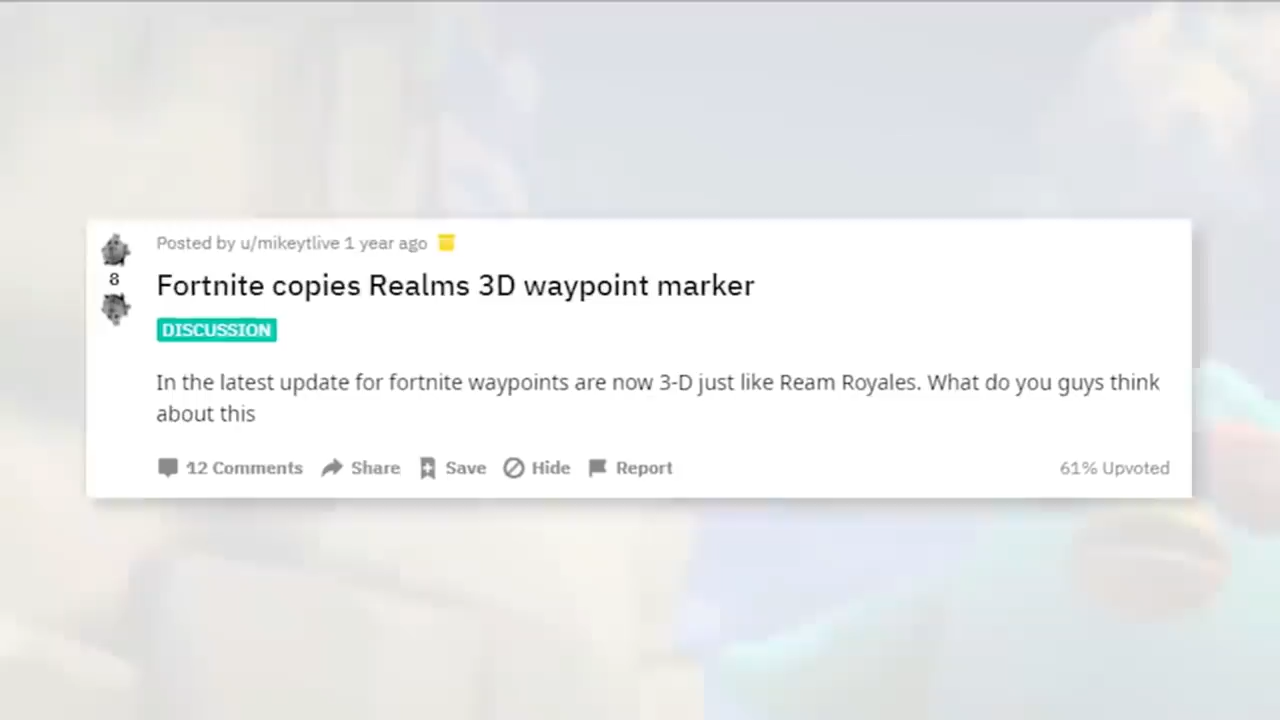 Posted by u/mikeytlive 1 year ago
8
Fortnite copies Realms 3D waypoint marker
DISCUSSION
In the latest update for fortnite waypoints are now 3-D just like Ream Royales. What do you guys think
about this
12 Comments Share Save Hide Report 61% Upvoted